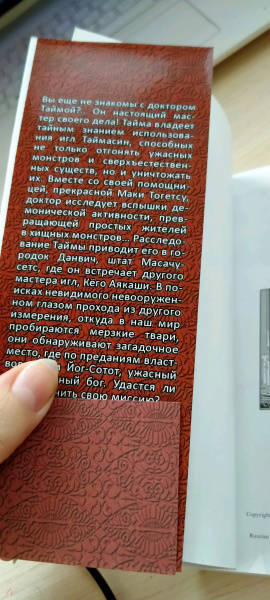 Вы еще не знакомы с доктором
Таймой?. Он настоящий мас-
тер своего дела! Тайма владеет
тайным знанием использова-
ния игл Таймасин, способных
не только отгонять ужасных
монстров и сверхъестествен-
ных существ, но и уничтожать
их. Вместе со своей помощни-
цей, прекрасной Маки Тогетсу,
доктор исследует вспышки де-
монической активности, прев-
ращающей простых жителей
в хищных монстров... Расследо-
вание Таймы приводит его в го-
родок Данвич, штат Масачу-
сетс, где он встречает другого
мастера игл, Кёго Аякаши. В по-
исках невидимого невооружен-
ном глазом прохода из другого
измерения, откуда в наш мир
пробираются мерзкие твари,
они обнаруживают загадочное
место, где по преданиям власт-
Йог-Сотот, ужасный
бог. Удастся ли
свою миссию?
Copyright
Russian